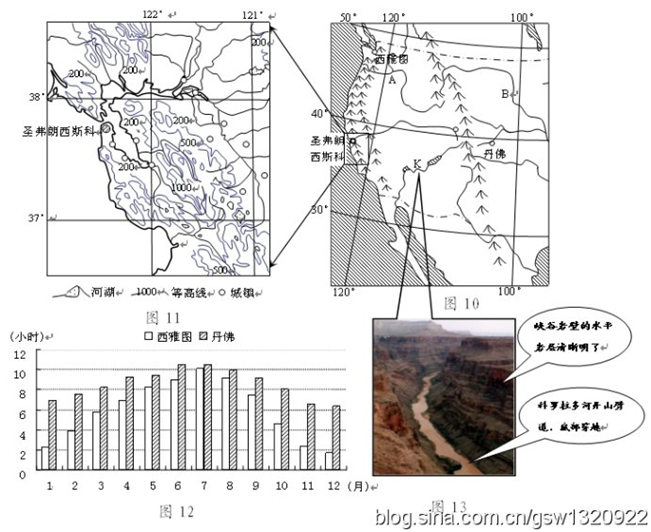 122° 121°
200 200
200
38°
圣弗朗西斯科
200
200
500
1000
37°
500
河湖 1000 等高线 城镇
图 11
50° 120° 100°
西雅图
A
B
40°
圣弗朗
西斯科
丹佛
K
30°
120° 100°
图 10
(小时) 西雅图 丹佛
12
10
8
6
4
2
0
1 2 3 4 5 6 7 8 9 10 11 12 (月)
图 12
峡谷岩壁的水平
岩层清晰明了
科罗拉多河开山劈
道，底部穿越
图 13
blog.sina.com.cn/gsw1320922